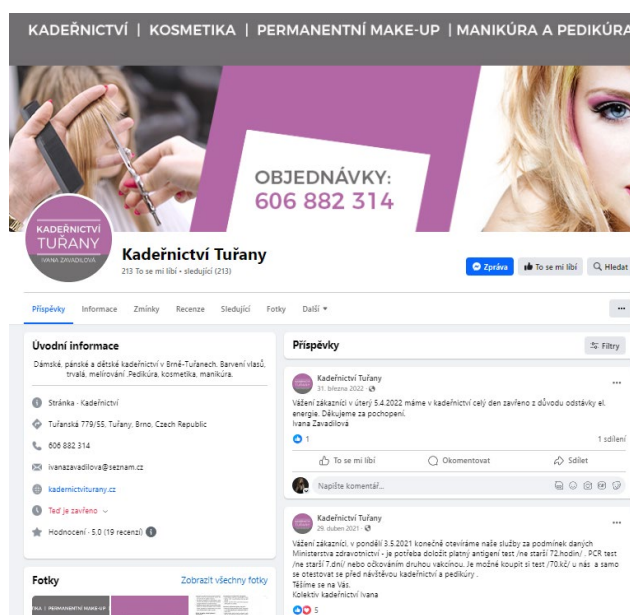 KADEŘNICTVÍ | KOSMETIKA | PERMANENTNÍ MAKE-UP | MANIKÚRA A PEDIKÚRA
OBJEDNÁVKY:
606 882 314
KADEŘNICTVÍ
TUŘANY
IVANA ZAVADILOVÁ
Kadeřnictví Tuřany
213 To se mi líbí • sledující (213)
Zpráva
To se mi líbí
Hledat
Příspěvky Informace Zmínky Recenze Sledující Fotky Další
Úvodní informace
Dámské, pánské a dětské kadeřnictví v Brně-Tuřanech. Barvení vlasů,
trvalá, melírování .Pedikúra, kosmetika, manikúra.
Stránka · Kadeřnictví
Tuřanská 779/55, Tuřany, Brno, Czech Republic
606 882 314
ivanazavadilova@seznam.cz
kadernictviturany.cz
Teď je zavřeno
Hodnocení · 5,0 (19 recenzí)
Fotky
Zobrazit všechny fotky
Příspěvky
Filtry
Kadeřnictví Tuřany
31. března 2022 ·
Vážení zákazníci v úterý 5.4.2022 máme v kadeřnictví celý den zavřeno z důvodu odstávky el.
energie. Děkujeme za pochopení.
Ivana Zavadilová
1
1 sdílení
To se mi líbí
Okomentovat
Sdílet
Napište komentář...
Kadeřnictví Tuřany
29. duben 2021 ·
Vážení zákazníci, v pondělí 3.5.2021 konečně otevíráme naše služby za podmínek daných
Ministerstva zdravotnictví - je potřeba doložit platný antigení test /ne starší 72.hodin/ . PCR test
/ne starší 7.dní/ nebo očkováním druhou vakcínou. Je možné koupit si test /70.kč/ u nás a samo
se otestovat se před návštěvou kadeřnictví a pedikúry .
Těšíme se na Vás.
Kolektiv kadeřnictví Ivana
5